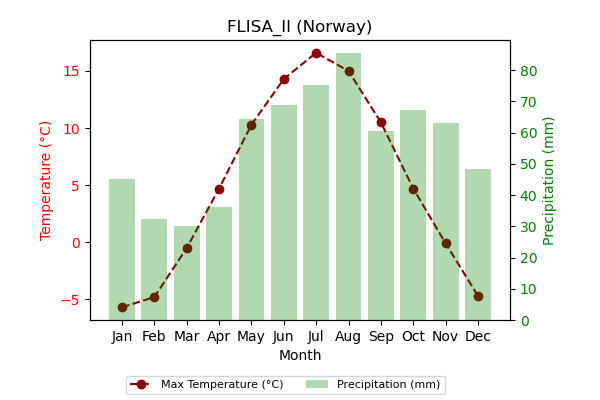 FLISA_II (Norway)
Temperature (°C)
15
10
5
0
−5
80
70
60
50
40
30
20
10
0
Precipitation (mm)
Jan Feb Mar Apr May Jun Jul Aug Sep Oct Nov Dec
Month
Max Temperature (°C) Precipitation (mm)